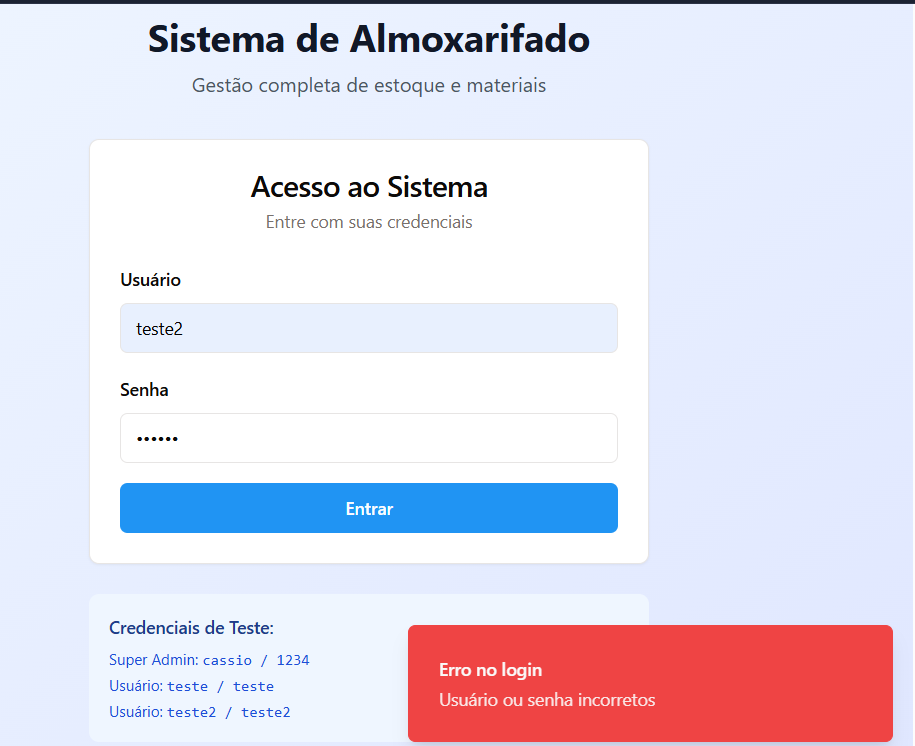 Sistema de Almoxarifado
Gestão completa de estoque e materiais
Acesso ao Sistema
Entre com suas credenciais
Usuário
teste2
Senha
••••••
Entrar
Credenciais de Teste:
Super Admin: cassio / 1234
Usuário: teste / teste
Usuário: teste2 / teste2
Erro no login
Usuário ou senha incorretos